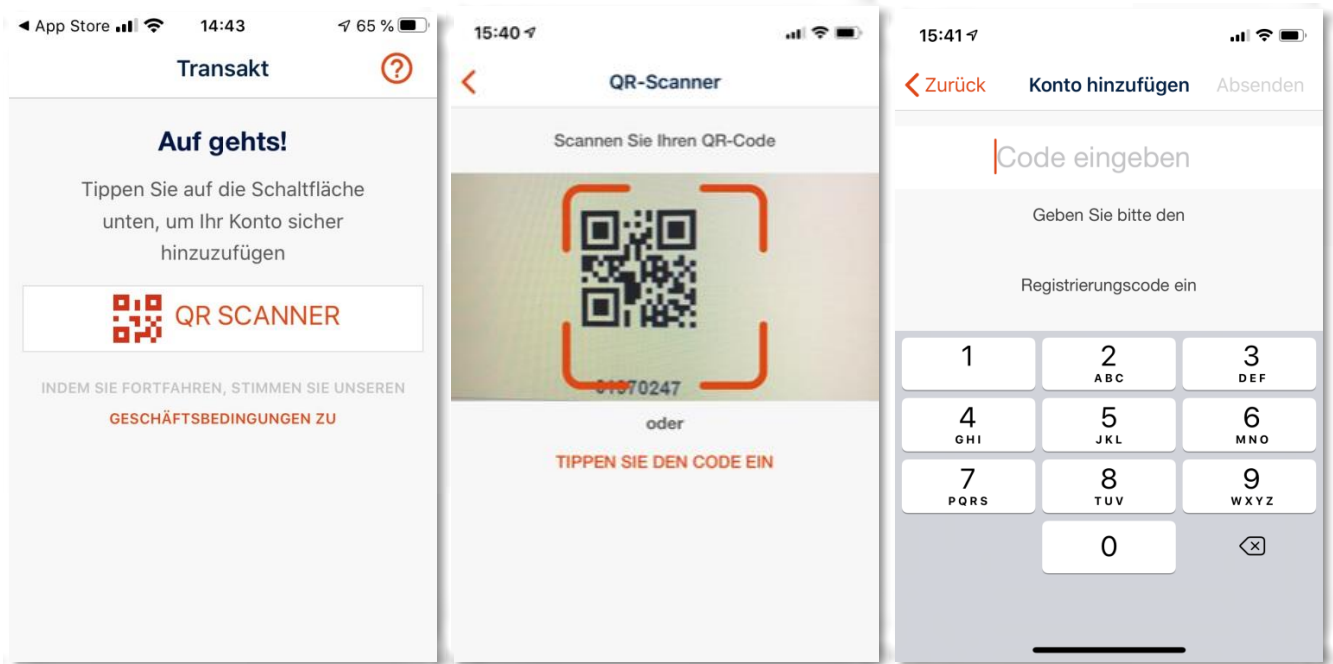 App Store
14:43
65 %
Transakt
Auf gehts!
Tippen Sie auf die Schaltfläche
unten, um Ihr Konto sicher
hinzuzufügen
QR SCANNER
INDEM SIE FORTFAHREN, STIMMEN SIE UNSEREN
GESCHÄFTSBEDINGUNGEN ZU
15:40
QR-Scanner
Scannen Sie Ihren QR-Code
01370247
oder
TIPPEN SIE DEN CODE EIN
15:41
Zurück
Konto hinzufügen
Absenden
Code eingeben
Geben Sie bitte den
Registrierungscode ein
1
2
3
ABC
DEF
4
5
6
GHI
JKL
MNO
7
8
9
PQRS
TUV
WXYZ
0